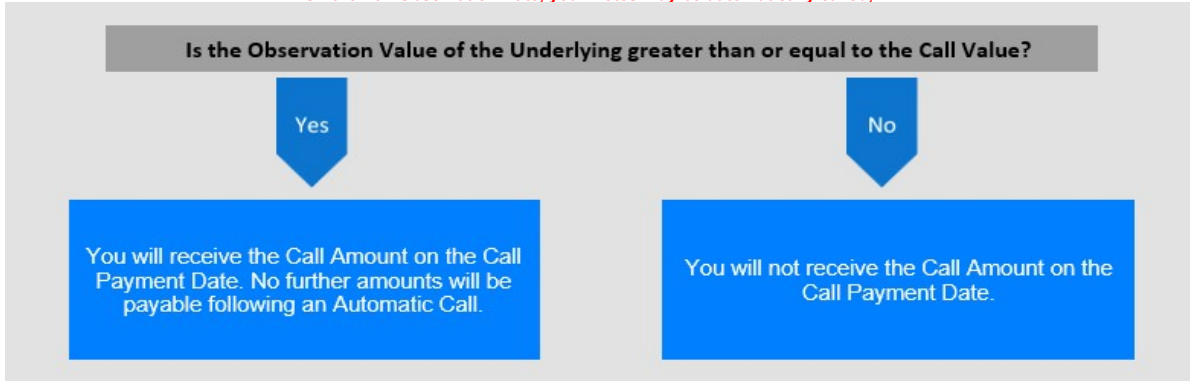 Is the Observation Value of the Underlying greater than or equal to the Call Value?
Yes
No
You will receive the Call Amount on the Call
Payment Date. No further amounts will be
payable following an Automatic Call.
You will not receive the Call Amount on the
Call Payment Date.